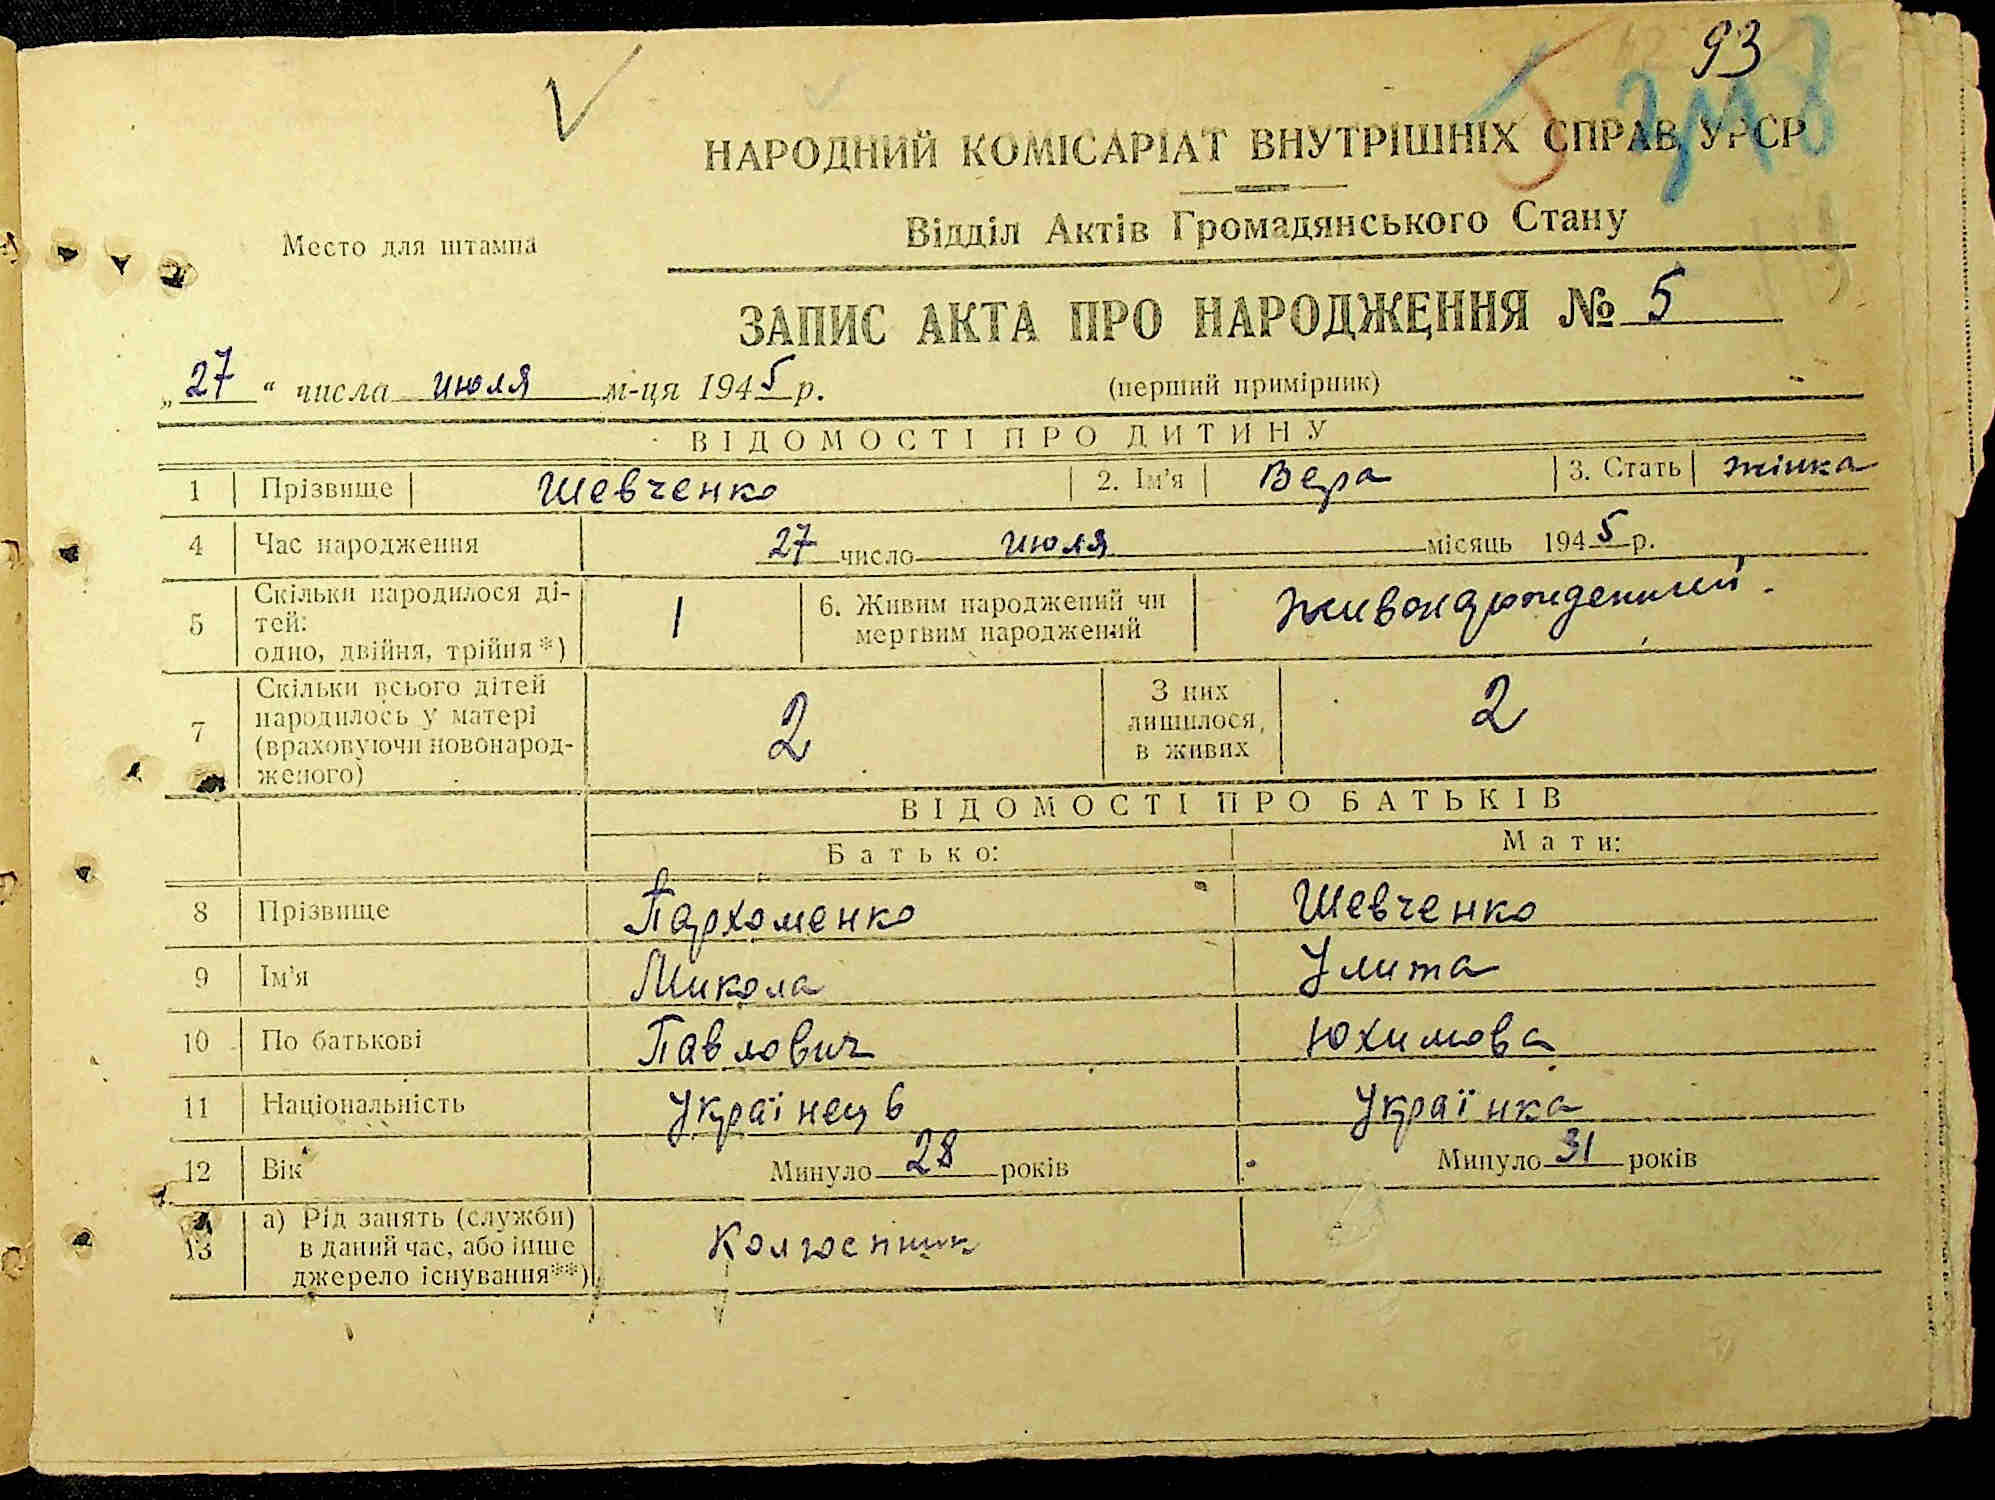 93
НАРОДНИЙ КОМІСАРІАТ ВНУТРІШНІХ СПРАВ УРСР
Место для штампа
Відділ Актів Громадянського Стану
ЗАПИС АКТА ПРО НАРОДЖЕННЯ № 5
„27“ числа июля м-ця 1945 р.
(перший примірник)
ВІДОМОСТІ ПРО ДИТИНУ
1 Прізвище Шевченко 2. Ім'я Вера 3. Стать жінка
4 Час народження 27 число июля місяць 1945 р.
5 Скільки народилося ді-
тей:
одно, двійня, трійня *) 1
6. Живим народжений чи
мертвим народжений
7 Скільки всього дітей
народилось у матері
(враховуючи новонарод-
женого) 2
З них
лишилося
в живих 2
ВІДОМОСТІ ПРО БАТЬКІВ
Батько: Мати:
8 Прізвище Пархоменко Шевченко
9 Ім'я Микола Улита
10 По батькові Павлович Юхимова
11 Національність Українець Українка
12 Вік Минуло 28 років Минуло 31 років
13 а) Рід занять (служби)
в даний час, або інше
джерело існування**)